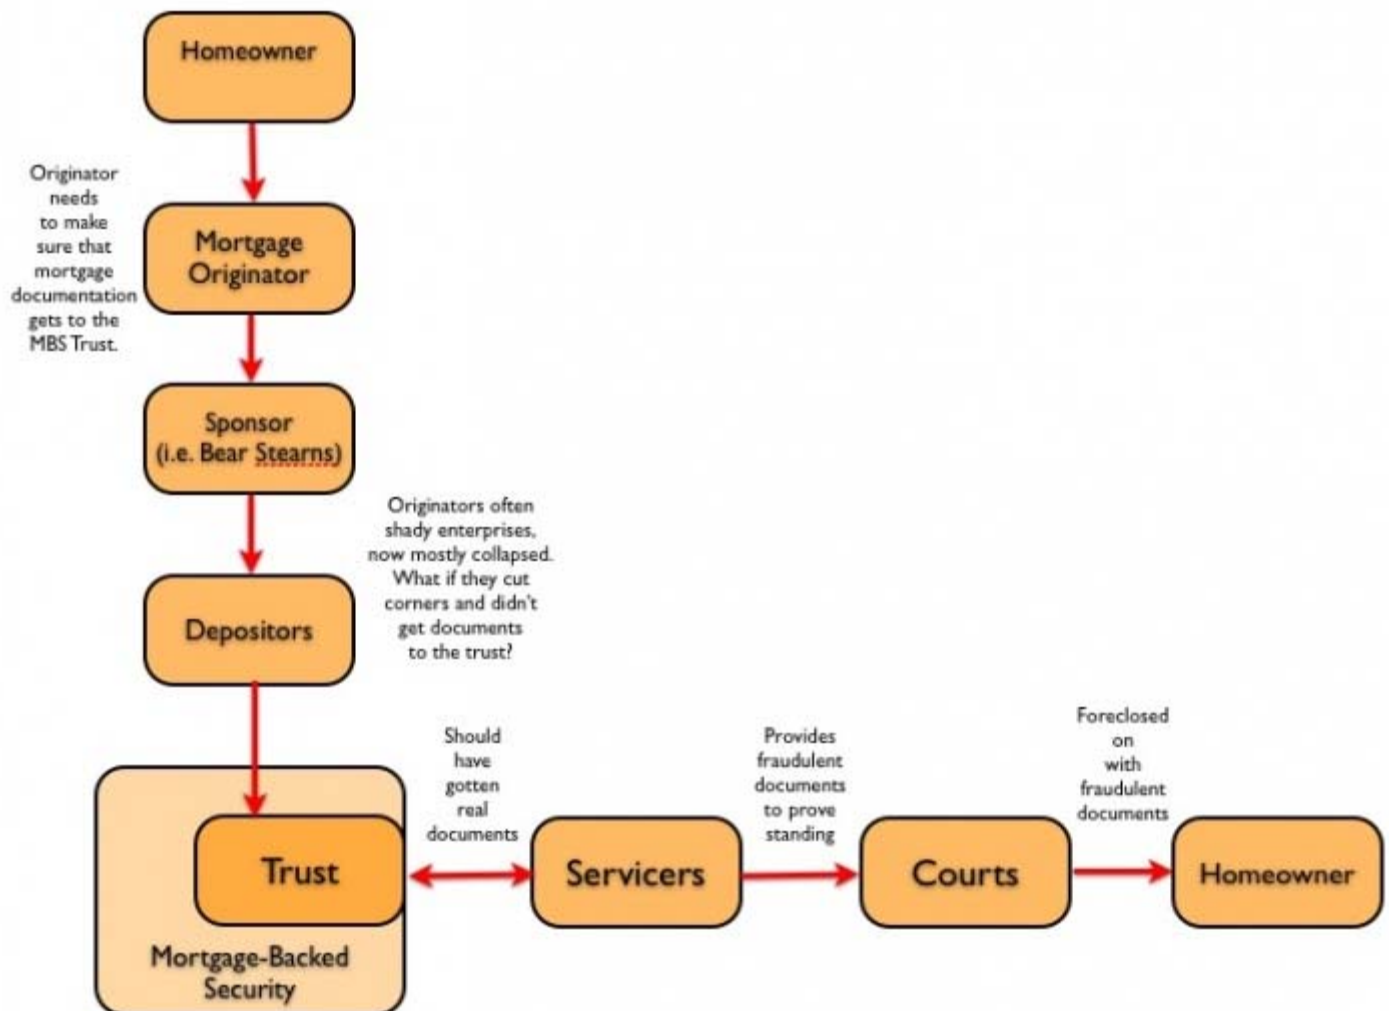 Homeowner
Originator
needs
to make
sure that
mortgage
documentation
gets to the
MBS Trust.
Mortgage
Originator
Sponsor
(i.e. Bear Stearns)
Originators often
shady enterprises,
now mostly collapsed.
What if they cut
corners and didn't
get documents
to the trust?
Depositors
Trust
Mortgage-Backed
Security
Should
have
gotten
real
documents
Servicers
Provides
fraudulent
documents
to prove
standing
Courts
Foreclosed
on
with
fraudulent
documents
Homeowner